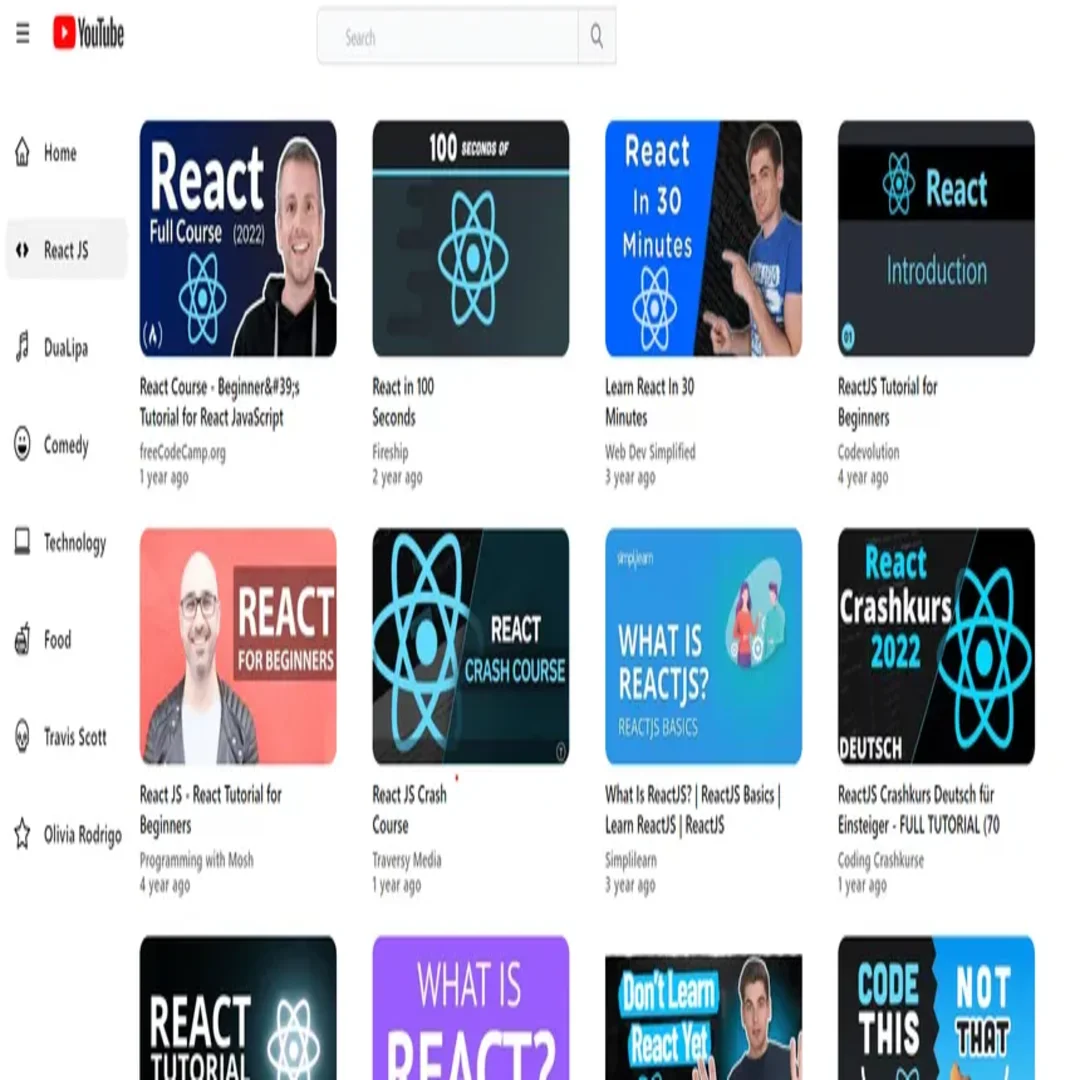 YouTube
Search
Home
React JS
DuaLipa
Comedy
Technology
Food
Travis Scott
Olivia Rodrigo
React
Full Course (2022)
100 SECONDS OF
React
In 30
Minutes
React
Introduction
01
React Course - Beginner&#39;s
Tutorial for React JavaScript
freeCodeCamp.org
1 year ago
React in 100
Seconds
Fireship
2 year ago
Learn React In 30
Minutes
Web Dev Simplified
3 year ago
ReactJS Tutorial for
Beginners
Codevolution
4 year ago
REACT
FOR BEGINNERS
REACT
CRASH COURSE
simplilearn
WHAT IS
REACTJS?
REACTJS BASICS
React
Crashkurs
2022
DEUTSCH
React JS - React Tutorial for
Beginners
Programming with Mosh
4 year ago
React JS Crash
Course
Traversy Media
1 year ago
What Is ReactJS? | ReactJS Basics |
Learn ReactJS | ReactJS
Simplilearn
3 year ago
ReactJS Crashkurs Deutsch für
Einsteiger - FULL TUTORIAL (70
Coding Crashkurse
1 year ago
REACT
TUTORIAL
WHAT IS
REACT?
Don't Learn
React Yet
CODE
THIS
NOT
THAT